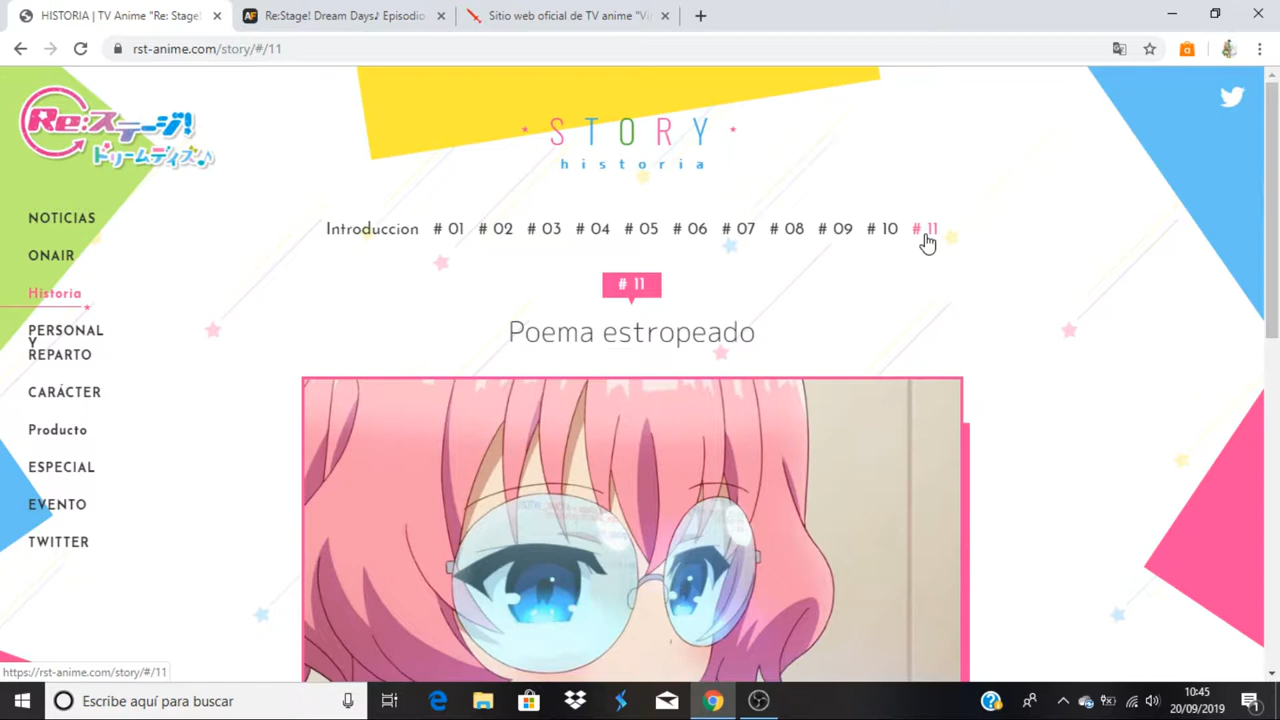 HISTORIA | TV Anime "Re: Stage!
Re:Stage! Dream Days♪ Episodio
Sitio web oficial de TV anime "Vi
rst-anime.com/story/#/11
Re:ステージ!
ドリームデイズ♪
STORY
historia
NOTICIAS
ONAIR
Historia
PERSONAL
Y
REPARTO
CARÁCTER
Producto
ESPECIAL
EVENTO
TWITTER
Introduccion # 01 # 02 # 03 # 04 # 05 # 06 # 07 # 08 # 09 # 10 # 11
# 11
Poema estropeado
https://rst-anime.com/story/#/11
Escribe aquí para buscar
10:45
20/09/2019